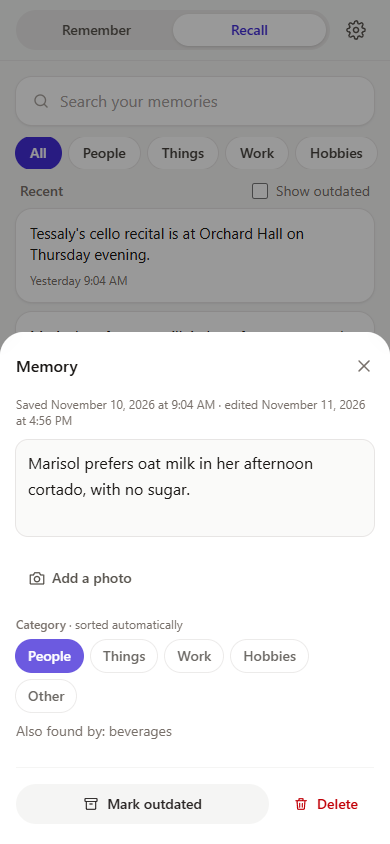 Remember
Recall
Search your memories
All
People
Things
Work
Hobbies
Recent
Show outdated
Tessaly's cello recital is at Orchard Hall on
Thursday evening.
Yesterday 9:04 AM
Memory
Saved November 10, 2026 at 9:04 AM · edited November 11, 2026
at 4:56 PM
Marisol prefers oat milk in her afternoon
cortado, with no sugar.
Add a photo
Category · sorted automatically
People
Things
Work
Hobbies
Other
Also found by: beverages
Mark outdated
Delete